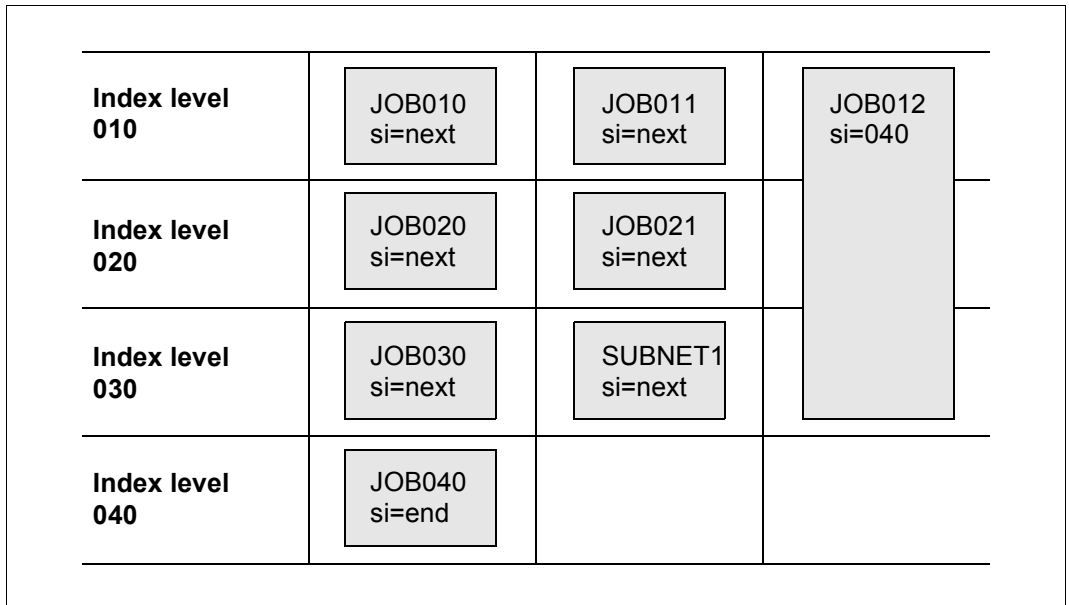 Index level
010
JOB010
si=next
JOB011
si=next
JOB012
si=040
Index level
020
JOB020
si=next
JOB021
si=next
Index level
030
JOB030
si=next
SUBNET1
si=next
Index level
040
JOB040
si=end